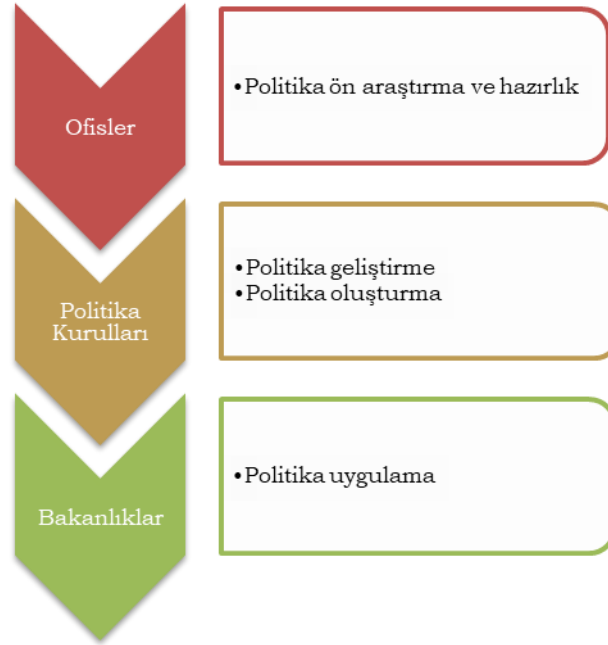 Ofisler
•Politika ön araştırma ve hazırlık
Politika
Kurulları
•Politika geliştirme
•Politika oluşturma
Bakanlıklar
•Politika uygulama